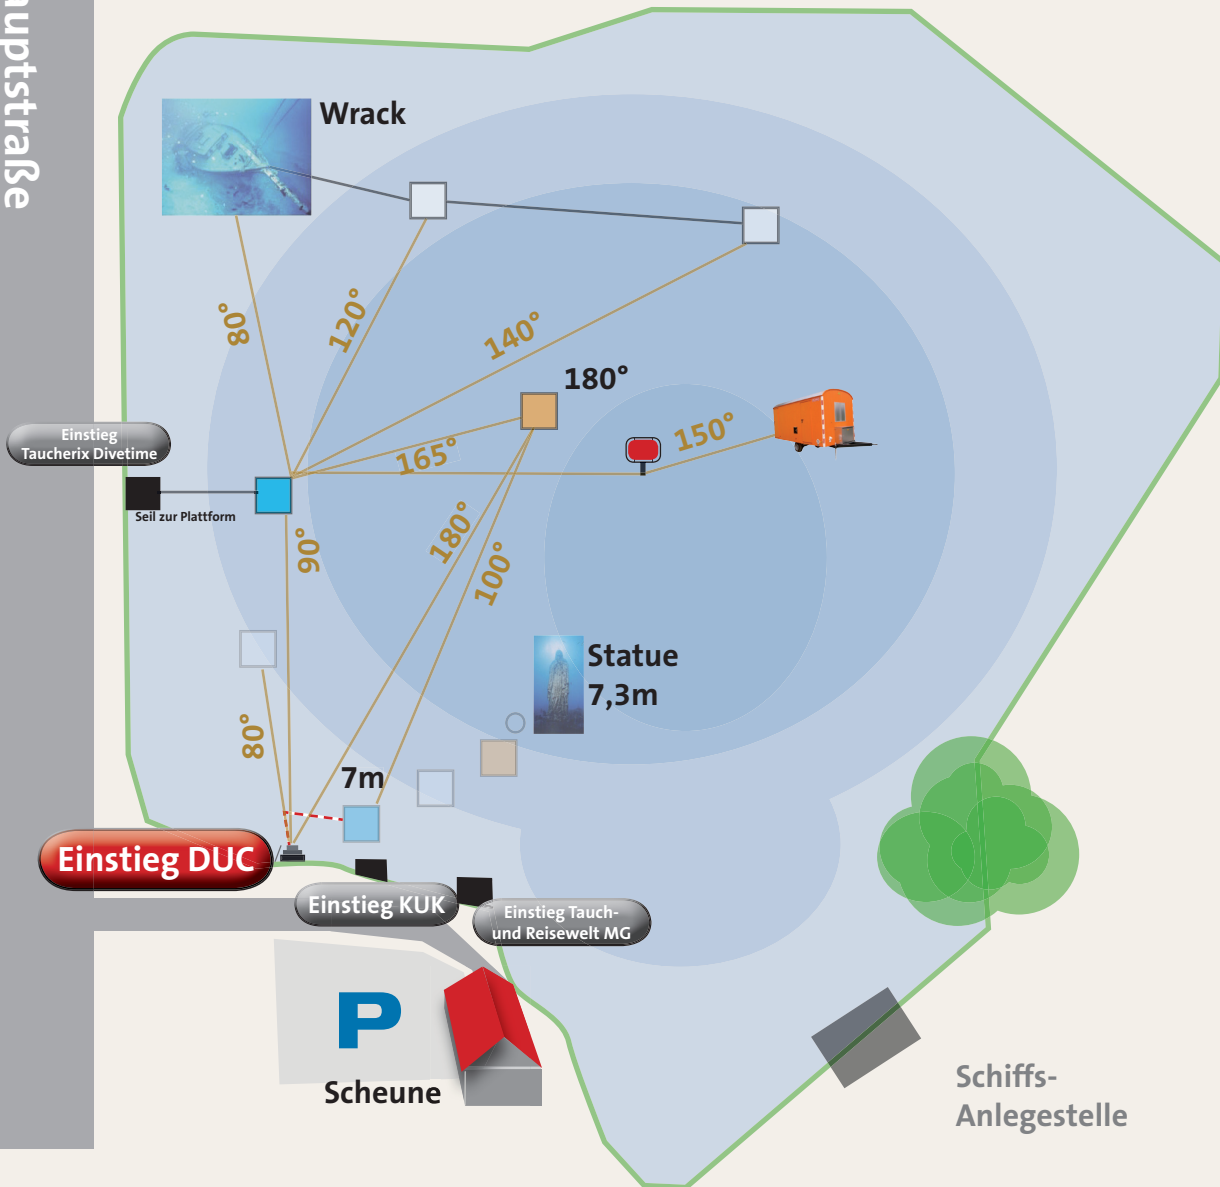 Wrack
80°
120°
140°
180°
165°
150°
Einstieg
Taucherix Divetime
Seil zur Plattform
90°
180°
100°
Statue
7,3m
80°
7m
Einstieg DUC
Einstieg KUK
Einstieg Tauch-
und Reisewelt MG
P
Scheune
Schiffs-
Anlegestelle